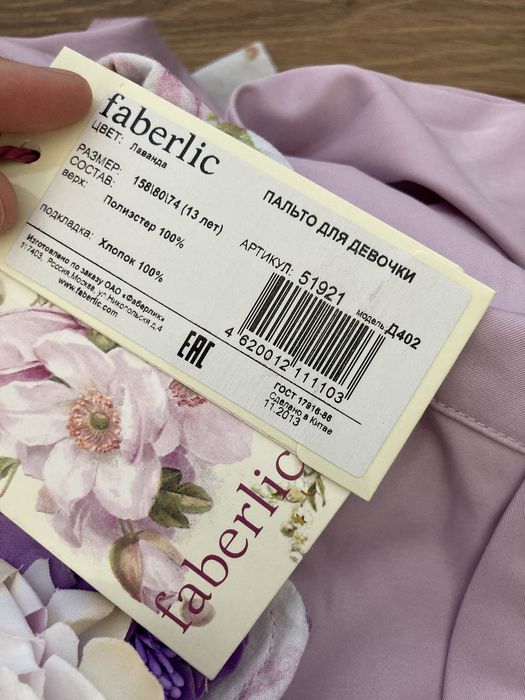 faberlic
ЦВЕТ: Лаванда
РАЗМЕР: 158\80\74 (13 лет)
СОСТАВ:
верх: Полиэстер 100%
подкладка: Хлопок 100%
Изготовлено по заказу ОАО «Фаберлик»
Россия, Москва, ул.Никольская д.4
www.faberlic.com
EAC
ПАЛЬТО ДЛЯ ДЕВОЧКИ
АРТИКУЛ: 51921
модель: Д402
4 620012 111103
ГОСТ 17916-86
Сделано в Китае
11.2013
faberlic